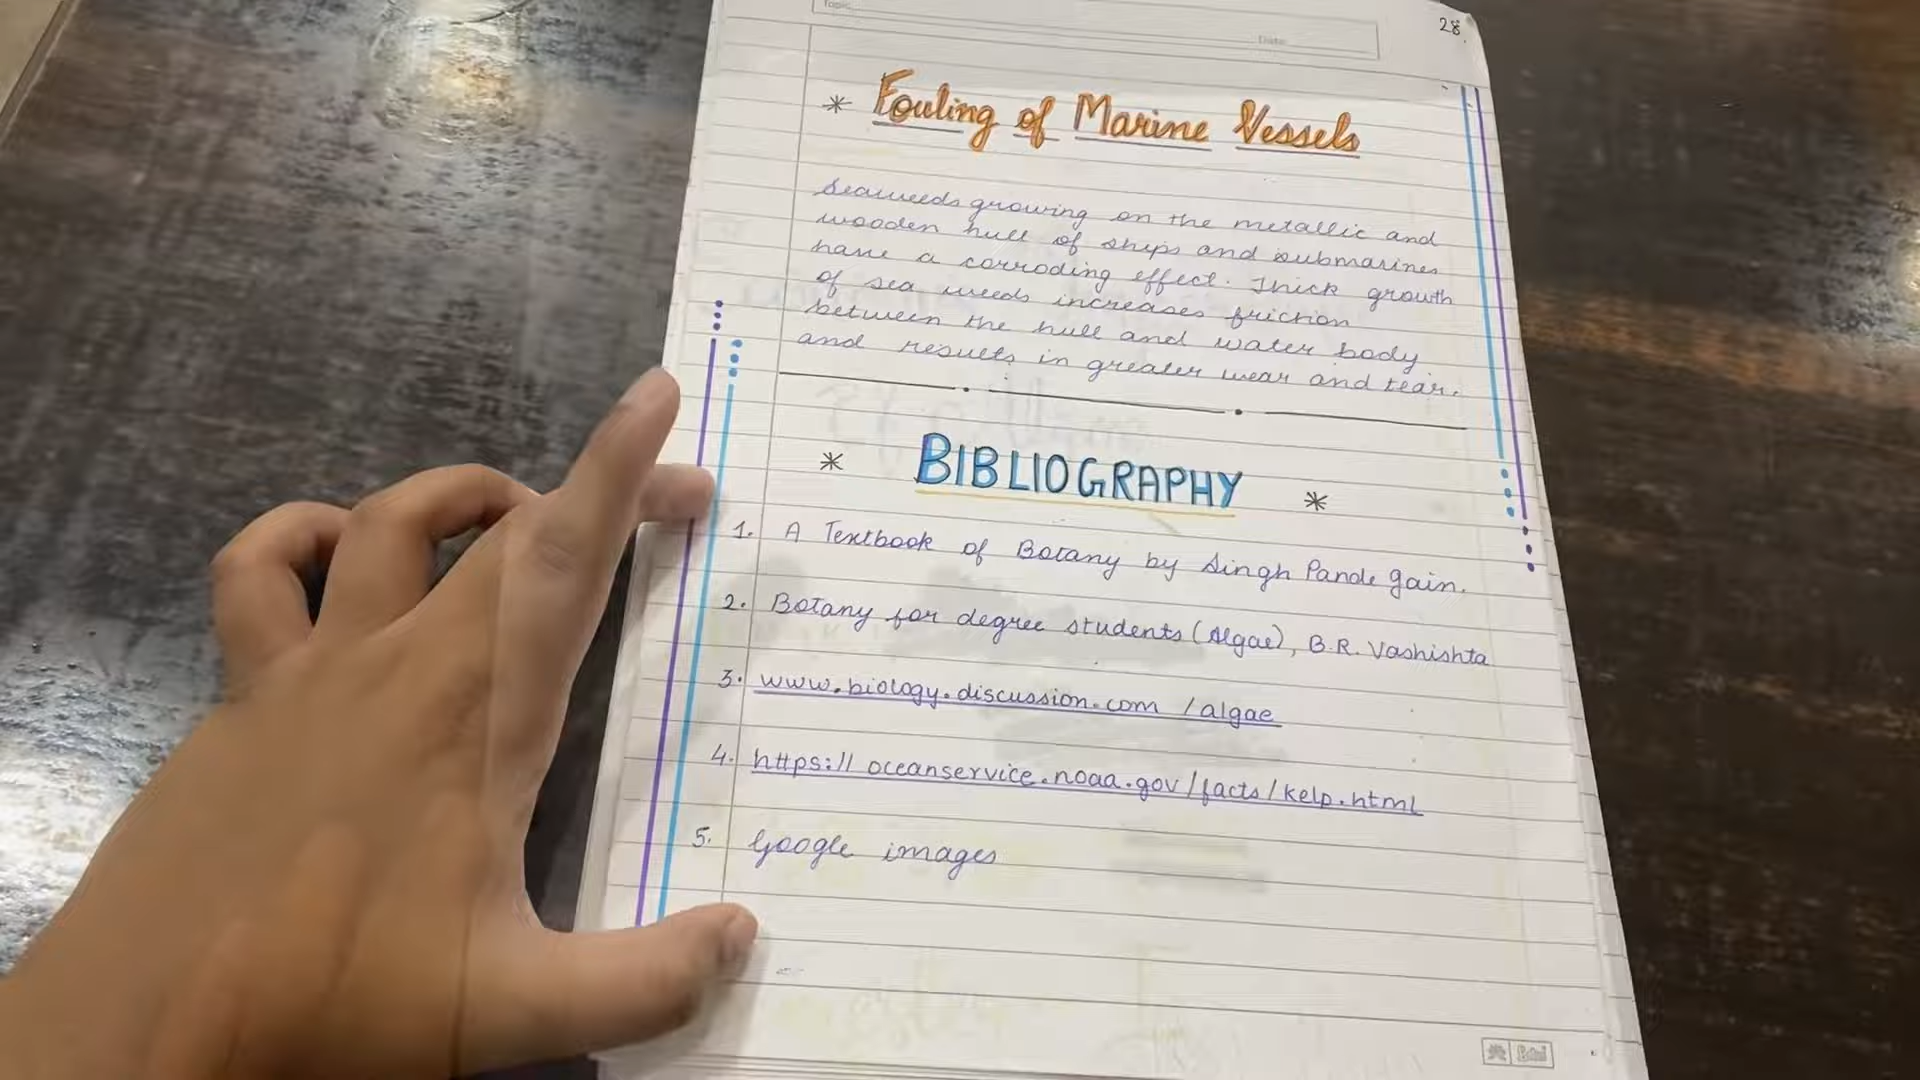 Topic
Date
28.
* Fouling of Marine Vessels
Seaweeds growing on the metallic and
wooden hull of ships and submarines
have a corroding effect. Thick growth
of sea weeds increases friction
between the hull and water body
and results in greater wear and tear.
* BIBLIOGRAPHY *
1. A Textbook of Botany by Singh Pande Jain.
2. Botany for degree students (Algae), B.R. Vashishta
3. www.biology.discussion.com /algae
4. https:// oceanservice.noaa.gov/facts/kelp.html
5. Google images